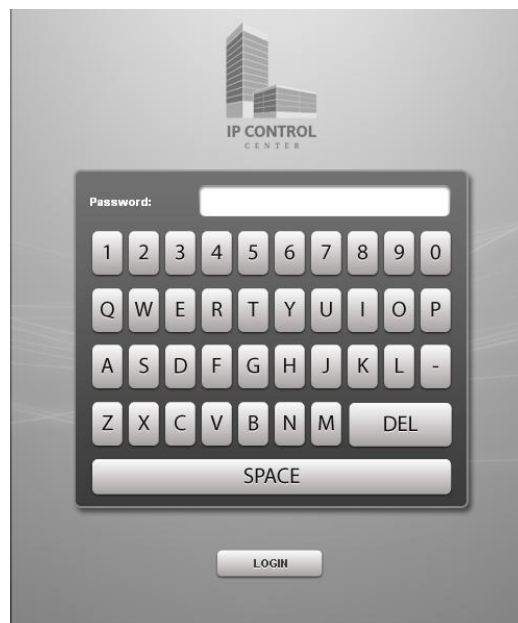 IP CONTROL
CENTER
Password:
1 2 3 4 5 6 7 8 9 0
Q W E R T Y U I O P
A S D F G H J K L -
Z X C V B N M DEL
SPACE
LOGIN